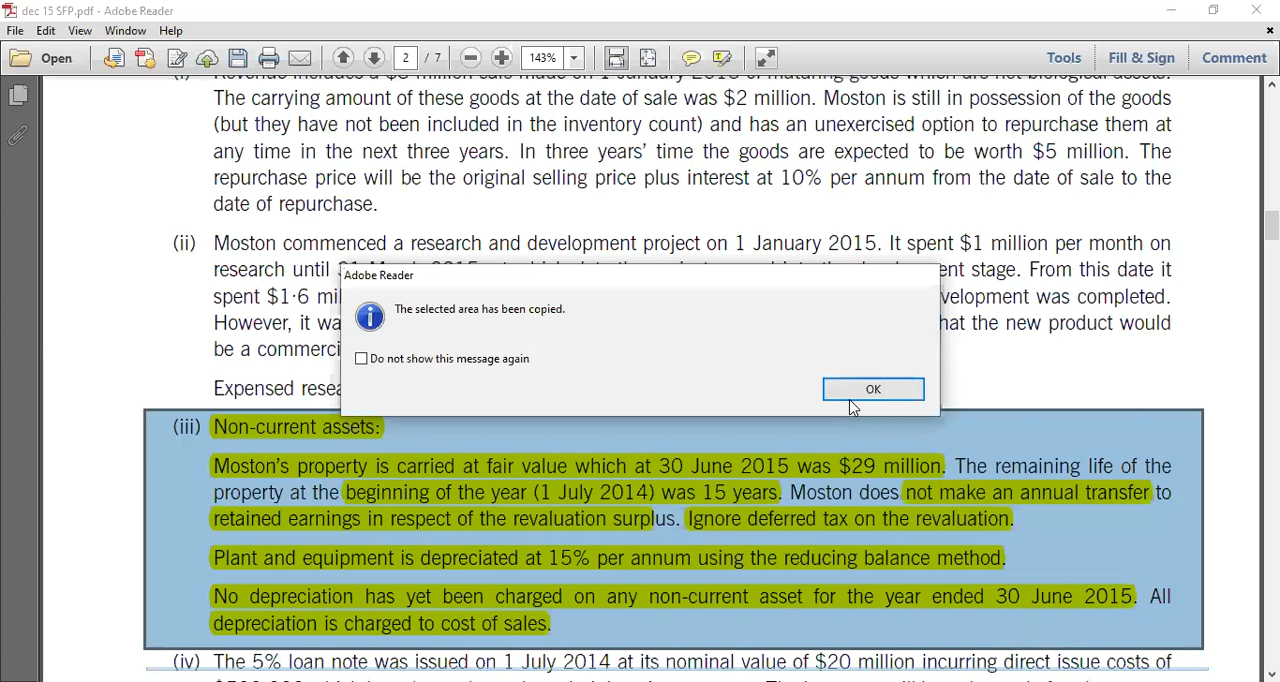 dec 15 SFP.pdf - Adobe Reader
File Edit View Window Help
Open 2 / 7 143% Tools Fill & Sign Comment
The carrying amount of these goods at the date of sale was $2 million. Moston is still in possession of the goods
(but they have not been included in the inventory count) and has an unexercised option to repurchase them at
any time in the next three years. In three years' time the goods are expected to be worth $5 million. The
repurchase price will be the original selling price plus interest at 10% per annum from the date of sale to the
date of repurchase.
(ii) Moston commenced a research and development project on 1 January 2015. It spent $1 million per month on
research until
ent stage. From this date it
spent $1·6 mi
velopment was completed.
However, it wa
hat the new product would
be a commerci
Expensed resea
Adobe Reader
The selected area has been copied.
Do not show this message again
OK
(iii) Non-current assets:
Moston's property is carried at fair value which at 30 June 2015 was $29 million. The remaining life of the
property at the beginning of the year (1 July 2014) was 15 years. Moston does not make an annual transfer to
retained earnings in respect of the revaluation surplus. Ignore deferred tax on the revaluation.
Plant and equipment is depreciated at 15% per annum using the reducing balance method.
No depreciation has yet been charged on any non-current asset for the year ended 30 June 2015. All
depreciation is charged to cost of sales.
(iv) The 5% loan note was issued on 1 July 2014 at its nominal value of $20 million incurring direct issue costs of